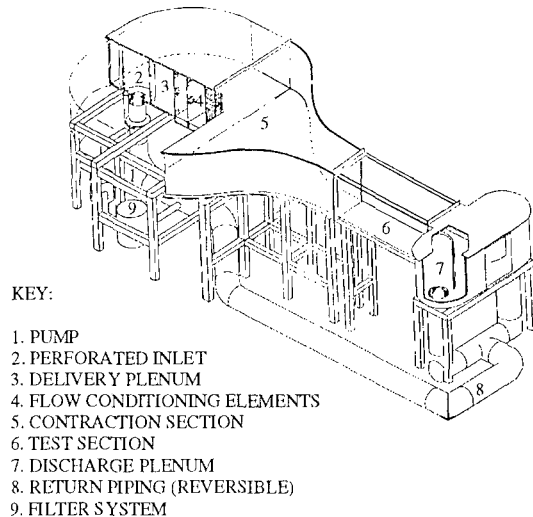 2
3
4
5
1
9
6
7
8
KEY:
1. PUMP
2. PERFORATED INLET
3. DELIVERY PLENUM
4. FLOW CONDITIONING ELEMENTS
5. CONTRACTION SECTION
6. TEST SECTION
7. DISCHARGE PLENUM
8. RETURN PIPING (REVERSIBLE)
9. FILTER SYSTEM